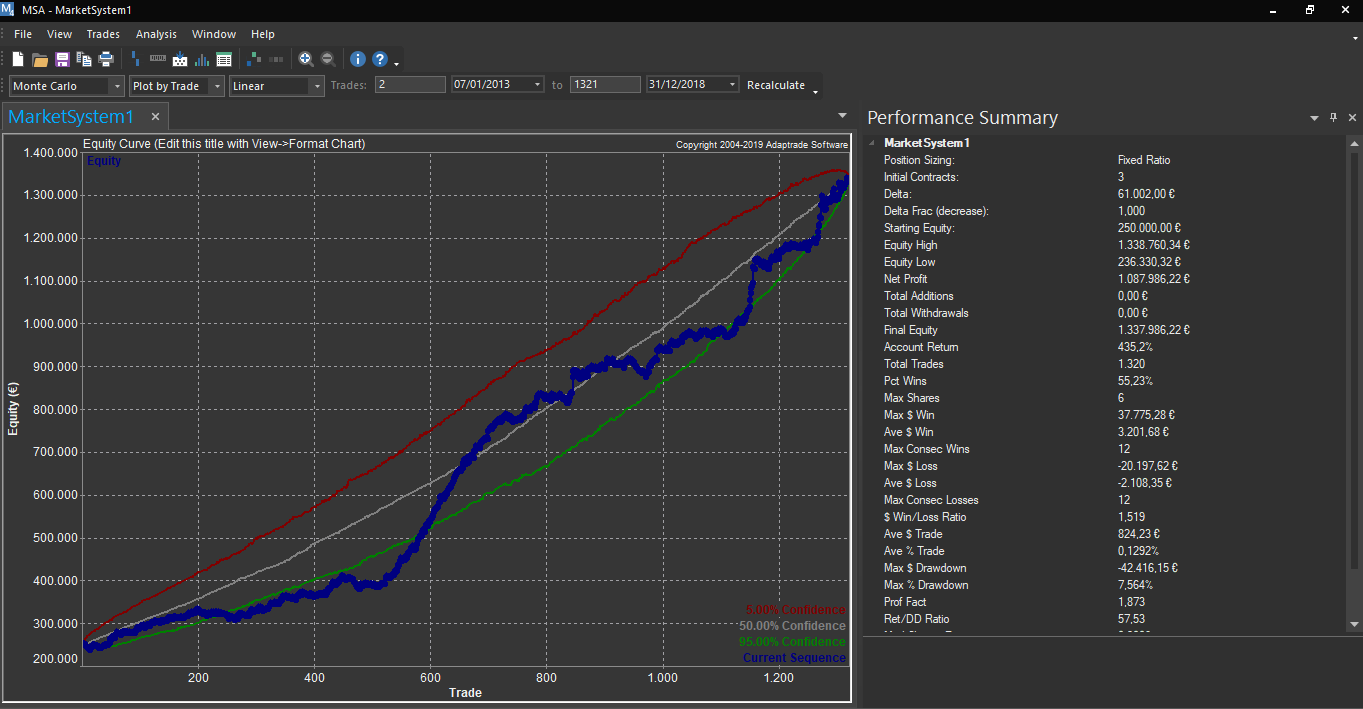 MSA - MarketSystem1
File View Trades Analysis Window Help
Monte Carlo Plot by Trade Linear Trades: 2 07/01/2013 to 1321 31/12/2018 Recalculate
MarketSystem1
Equity Curve (Edit this title with View->Format Chart)
Copyright 2004-2019 Adaptrade Software
Equity
1.400.000
1.300.000
1.200.000
1.100.000
1.000.000
900.000
800.000
700.000
600.000
500.000
400.000
300.000
200.000
Equity (€)
5.00% Confidence
50.00% Confidence
95.00% Confidence
Current Sequence
200 400 600 800 1.000 1.200
Trade
Performance Summary
MarketSystem1
Position Sizing: Fixed Ratio
Initial Contracts: 3
Delta: 61.002,00 €
Delta Frac (decrease): 1,000
Starting Equity: 250.000,00 €
Equity High 1.338.760,34 €
Equity Low 236.330,32 €
Net Profit 1.087.986,22 €
Total Additions 0,00 €
Total Withdrawals 0,00 €
Final Equity 1.337.986,22 €
Account Return 435,2%
Total Trades 1.320
Pct Wins 55,23%
Max Shares 6
Max $ Win 37.775,28 €
Ave $ Win 3.201,68 €
Max Consec Wins 12
Max $ Loss -20.197,62 €
Ave $ Loss -2.108,35 €
Max Consec Losses 12
$ Win/Loss Ratio 1,519
Ave $ Trade 824,23 €
Ave % Trade 0,1292%
Max $ Drawdown -42.416,15 €
Max % Drawdown 7,564%
Prof Fact 1,873
Ret/DD Ratio 57,53